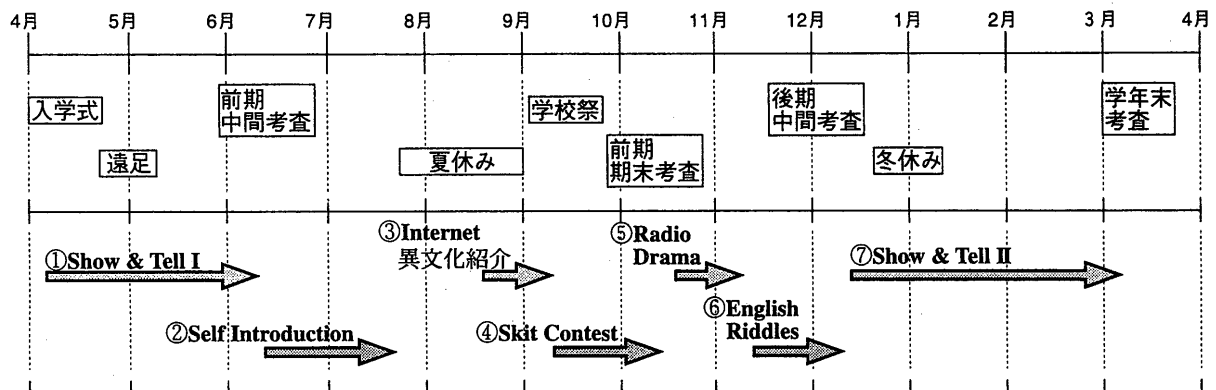 4月 5月 6月 7月 8月 9月 10月 11月 12月 1月 2月 3月 4月
入学式
前期
中間考査
学校祭
後期
中間考査
学年末
考査
遠足
夏休み
前期
期末考査
冬休み
①Show & Tell I
③Internet
異文化紹介
⑤Radio
Drama
⑦Show & Tell II
②Self Introduction
④Skit Contest
⑥English
Riddles